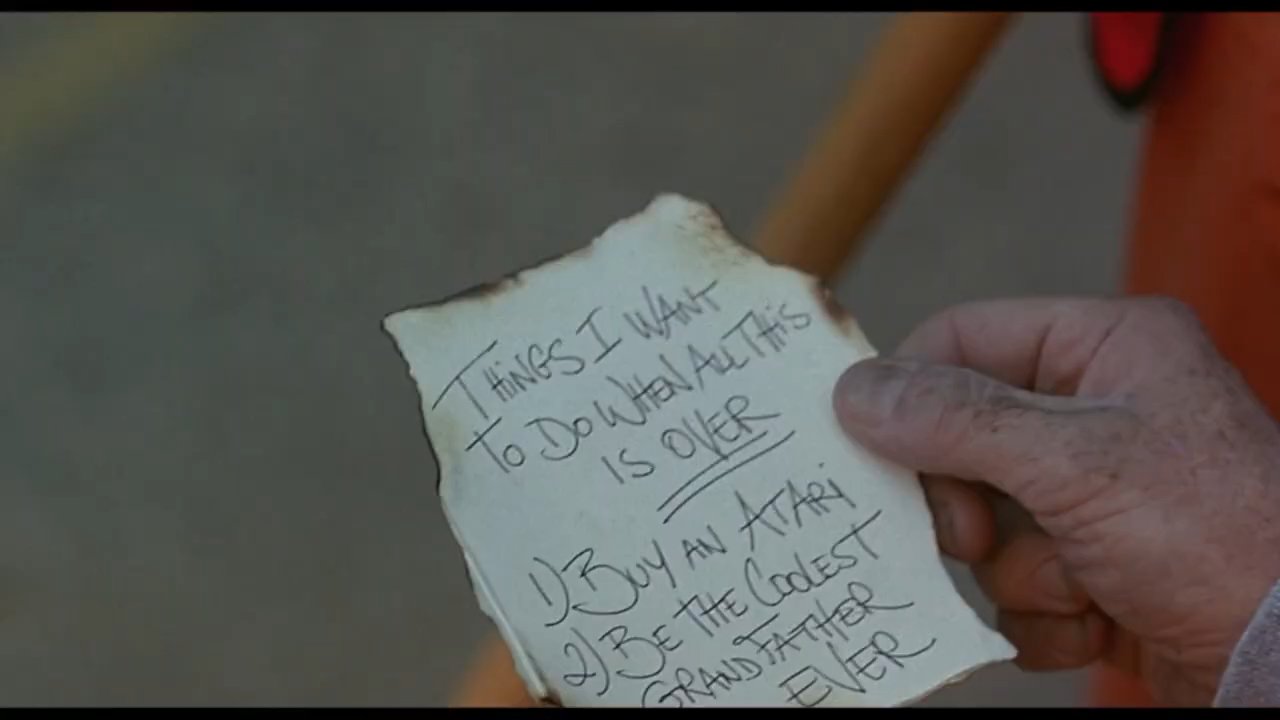 THINGS I WANT
TO DO WHEN ALL THIS
IS OVER
1) BUY AN ATARI
2) BE THE COOLEST
GRANDFATHER
EVER